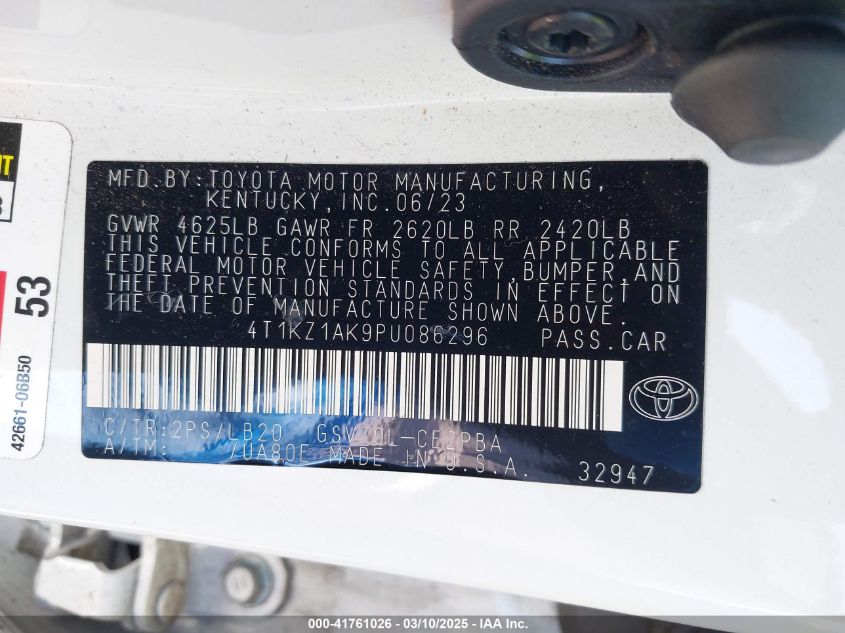 MFD.BY:TOYOTA MOTOR MANUFACTURING,
KENTUCKY,INC.06/23
GVWR 4625LB GAWR FR 2620LB RR 2420LB
THIS VEHICLE CONFORMS TO ALL APPLICABLE
FEDERAL MOTOR VEHICLE SAFETY,BUMPER,AND
THEFT PREVENTION STANDARDS IN EFFECT ON
THE DATE OF MANUFACTURE SHOWN ABOVE.
4T1KZ1AK9PU086296 PASS.CAR
C/TR:2PS/LB20 GSV70L-CEZPBA
A/TM: /UA80F MADE IN U.S.A. 32947
53
42661-06B50
000-41761026 - 03/10/2025 - IAA Inc.